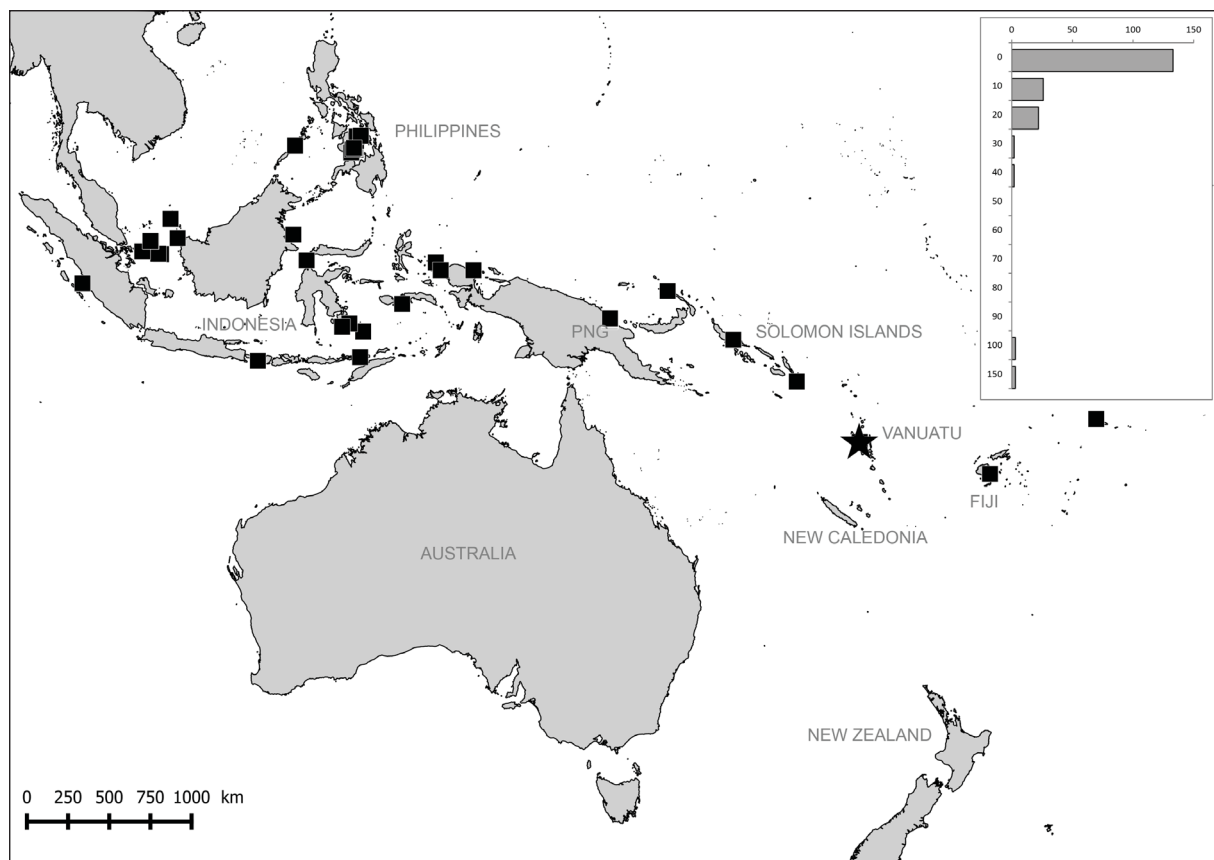 0 50 100 150
0
10
20
30
40
60
70
80
90
100
150
PHILIPPINES
INDONESIA
PNG
SOLOMON ISLANDS
VANUATU
FIJI
NEW CALEDONIA
AUSTRALIA
NEW ZEALAND
0 250 500 750 1000 km